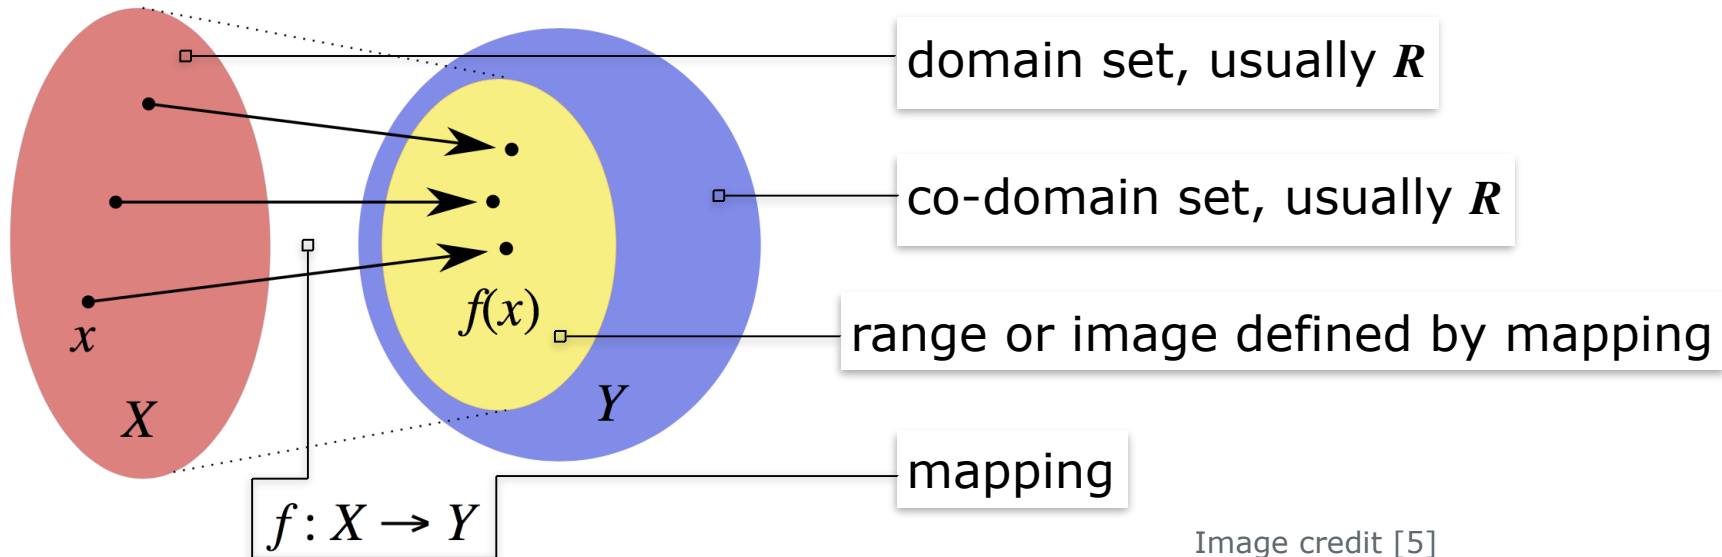 domain set, usually R
co-domain set, usually R
f(x)
range or image defined by mapping
x
X
Y
mapping
f : X → Y
Image credit [5]